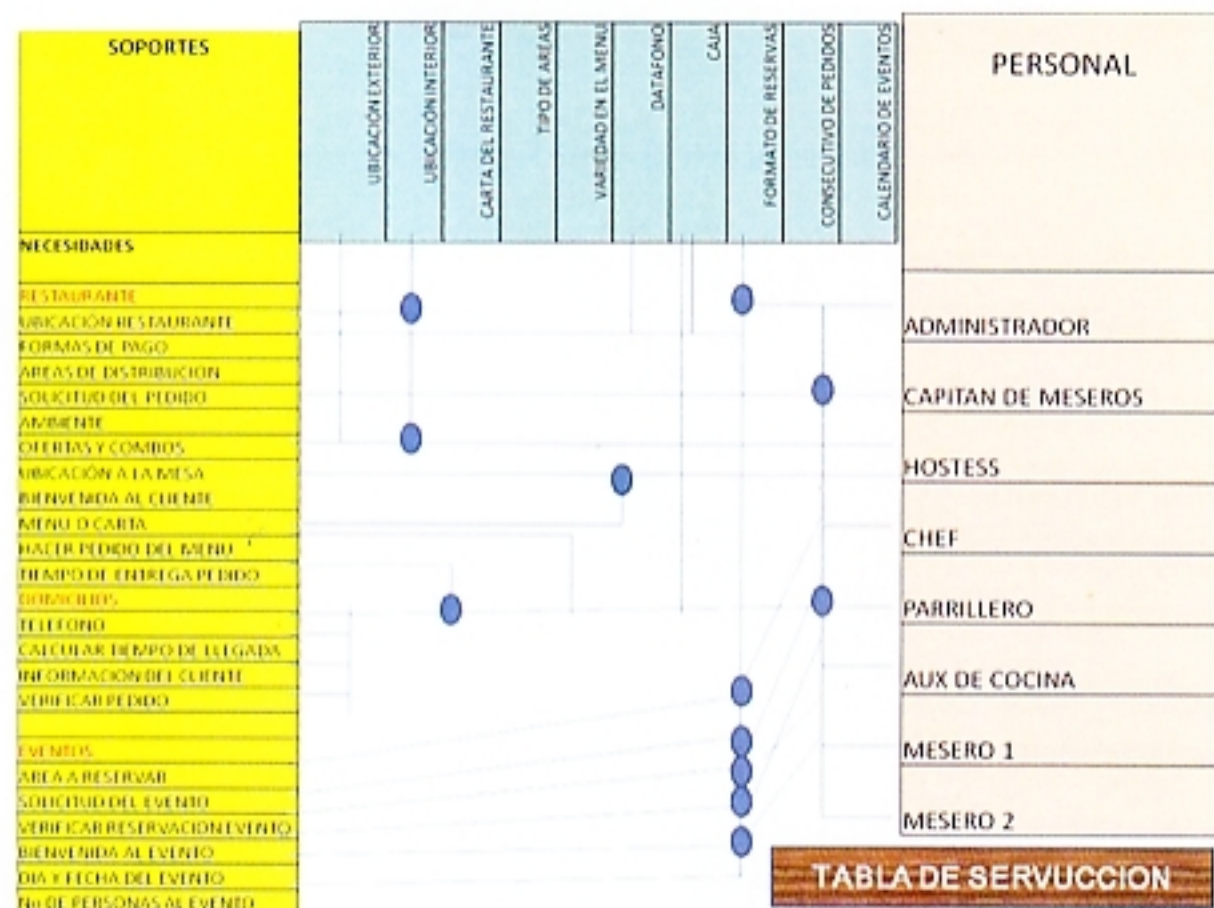 SOPORTES
UBICACIÓN EXTERIOR
UBICACIÓN INTERIOR
CARTA DEL RESTAURANTE
TIPO DE AREAS
VARIEDAD EN EL MENU
DATAFONO
CAJA
FORMATO DE RESERVAS
CONSECUTIVO DE PEDIDOS
CALENDARIO DE EVENTOS
PERSONAL
NECESIDADES
RESTAURANTE
UBICACIÓN RESTAURANTE
FORMAS DE PAGO
AREAS DE DISTRIBUCION
SOLICITUD DEL PEDIDO
AMBIENTE
OFERTAS Y COMBOS
UBICACIÓN A LA MESA
BIENVENIDA AL CLIENTE
MENU O CARTA
HACER PEDIDO DEL MENU
TIEMPO DE ENTREGA PEDIDO
DOMICILIOS
TELEFONO
CALCULAR TIEMPO DE LLEGADA
INFORMACION DEL CLIENTE
VERIFICAR PEDIDO
EVENTOS
AREA A RESERVAR
SOLICITUD DEL EVENTO
VERIFICAR RESERVACION EVENTO
BIENVENIDA AL EVENTO
DIA Y FECHA DEL EVENTO
No DE PERSONAS AL EVENTO
ADMINISTRADOR
CAPITAN DE MESEROS
HOSTESS
CHEF
PARRILLERO
AUX DE COCINA
MESERO 1
MESERO 2
TABLA DE SERVUCCION